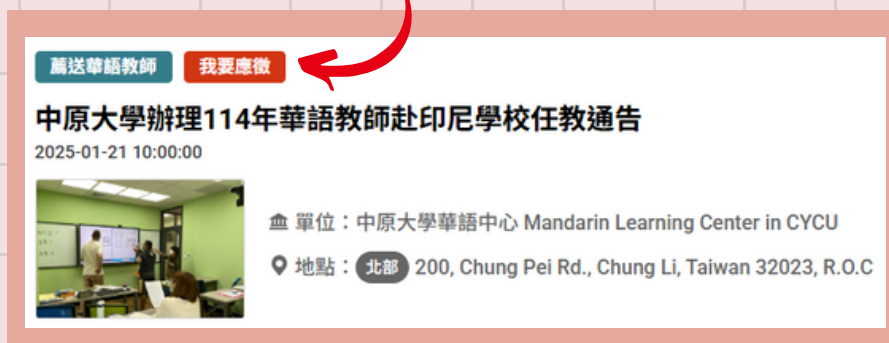 薦送華語教師 我要應徵
中原大學辦理114年華語教師赴印尼學校任教通告
2025-01-21 10:00:00
單位：中原大學華語中心 Mandarin Learning Center in CYCU
地點：北部 200, Chung Pei Rd., Chung Li, Taiwan 32023, R.O.C